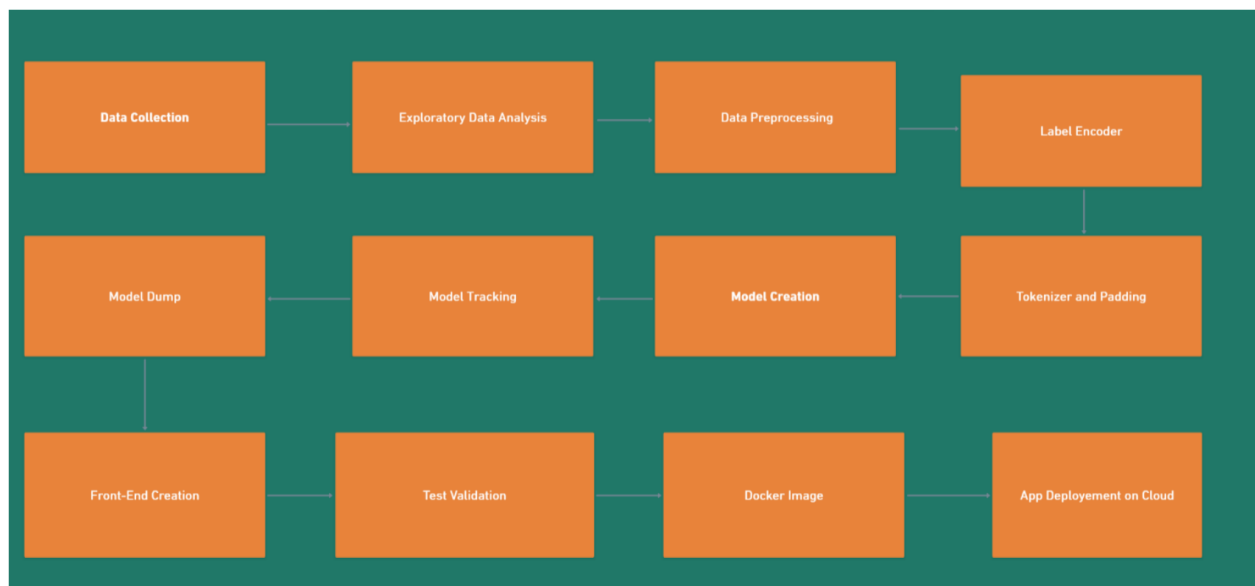 Data Collection
Exploratory Data Analysis
Data Preprocessing
Label Encoder
Model Dump
Model Tracking
Model Creation
Tokenizer and Padding
Front-End Creation
Test Validation
Docker Image
App Deployement on Cloud